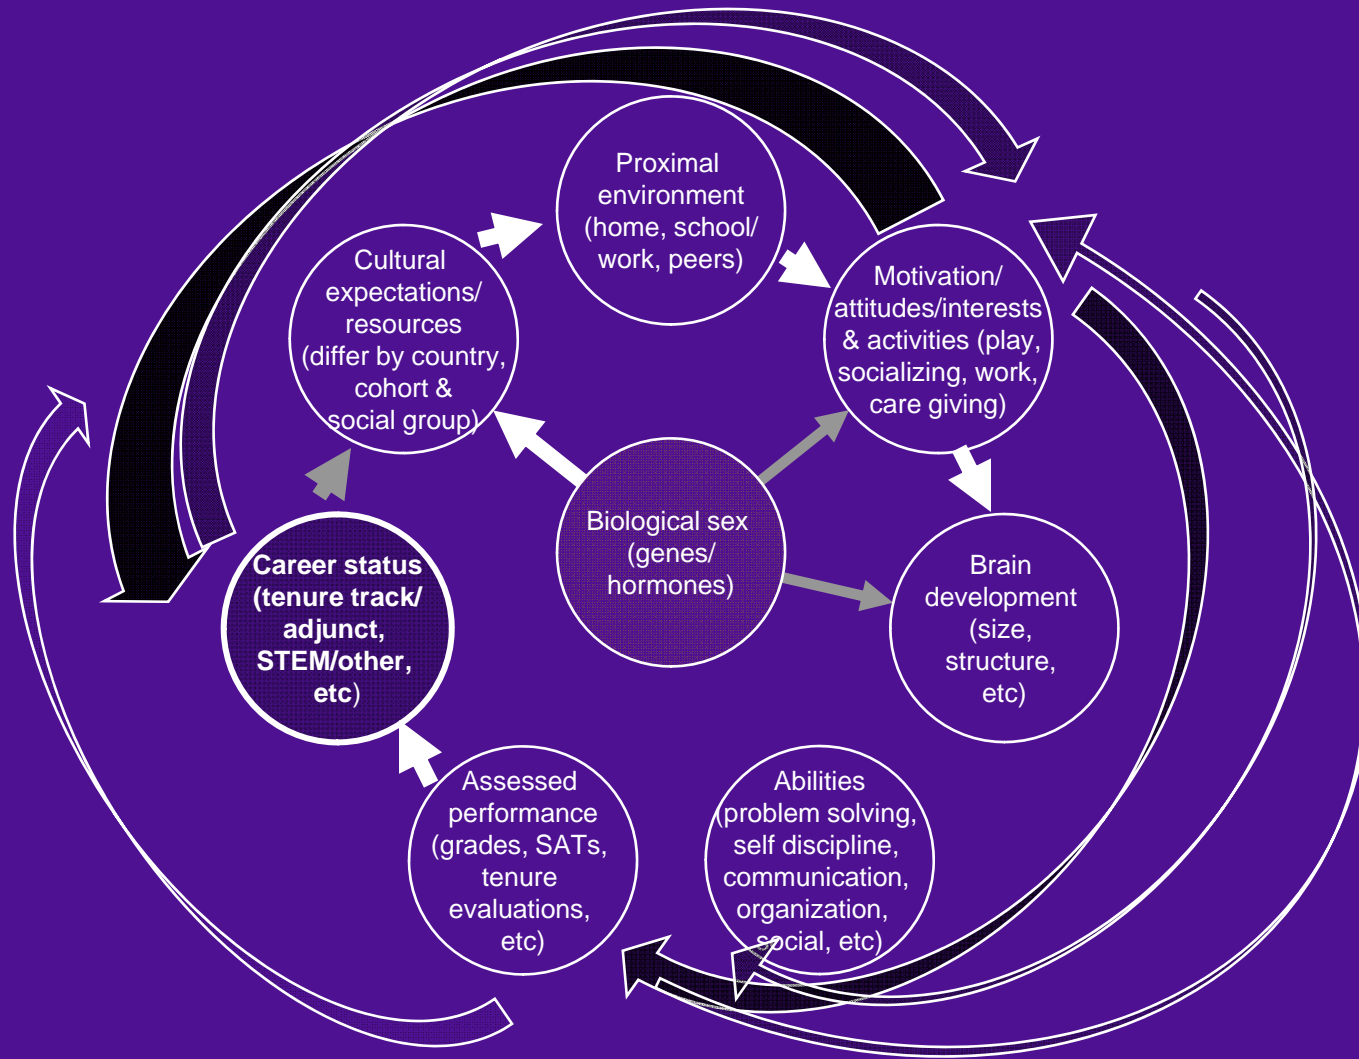 Proximal
environment
(home, school/
work, peers)
Cultural
expectations/
resources
(differ by country,
cohort &
social group)
Motivation/
attitudes/interests
& activities (play,
socializing, work,
care giving)
Biological sex
(genes/
hormones)
Career status
(tenure track/
adjunct,
STEM/other,
etc)
Brain
development
(size,
structure,
etc)
Assessed
performance
(grades, SATs,
tenure
evaluations,
etc)
Abilities
(problem solving,
self discipline,
communication,
organization,
social, etc)